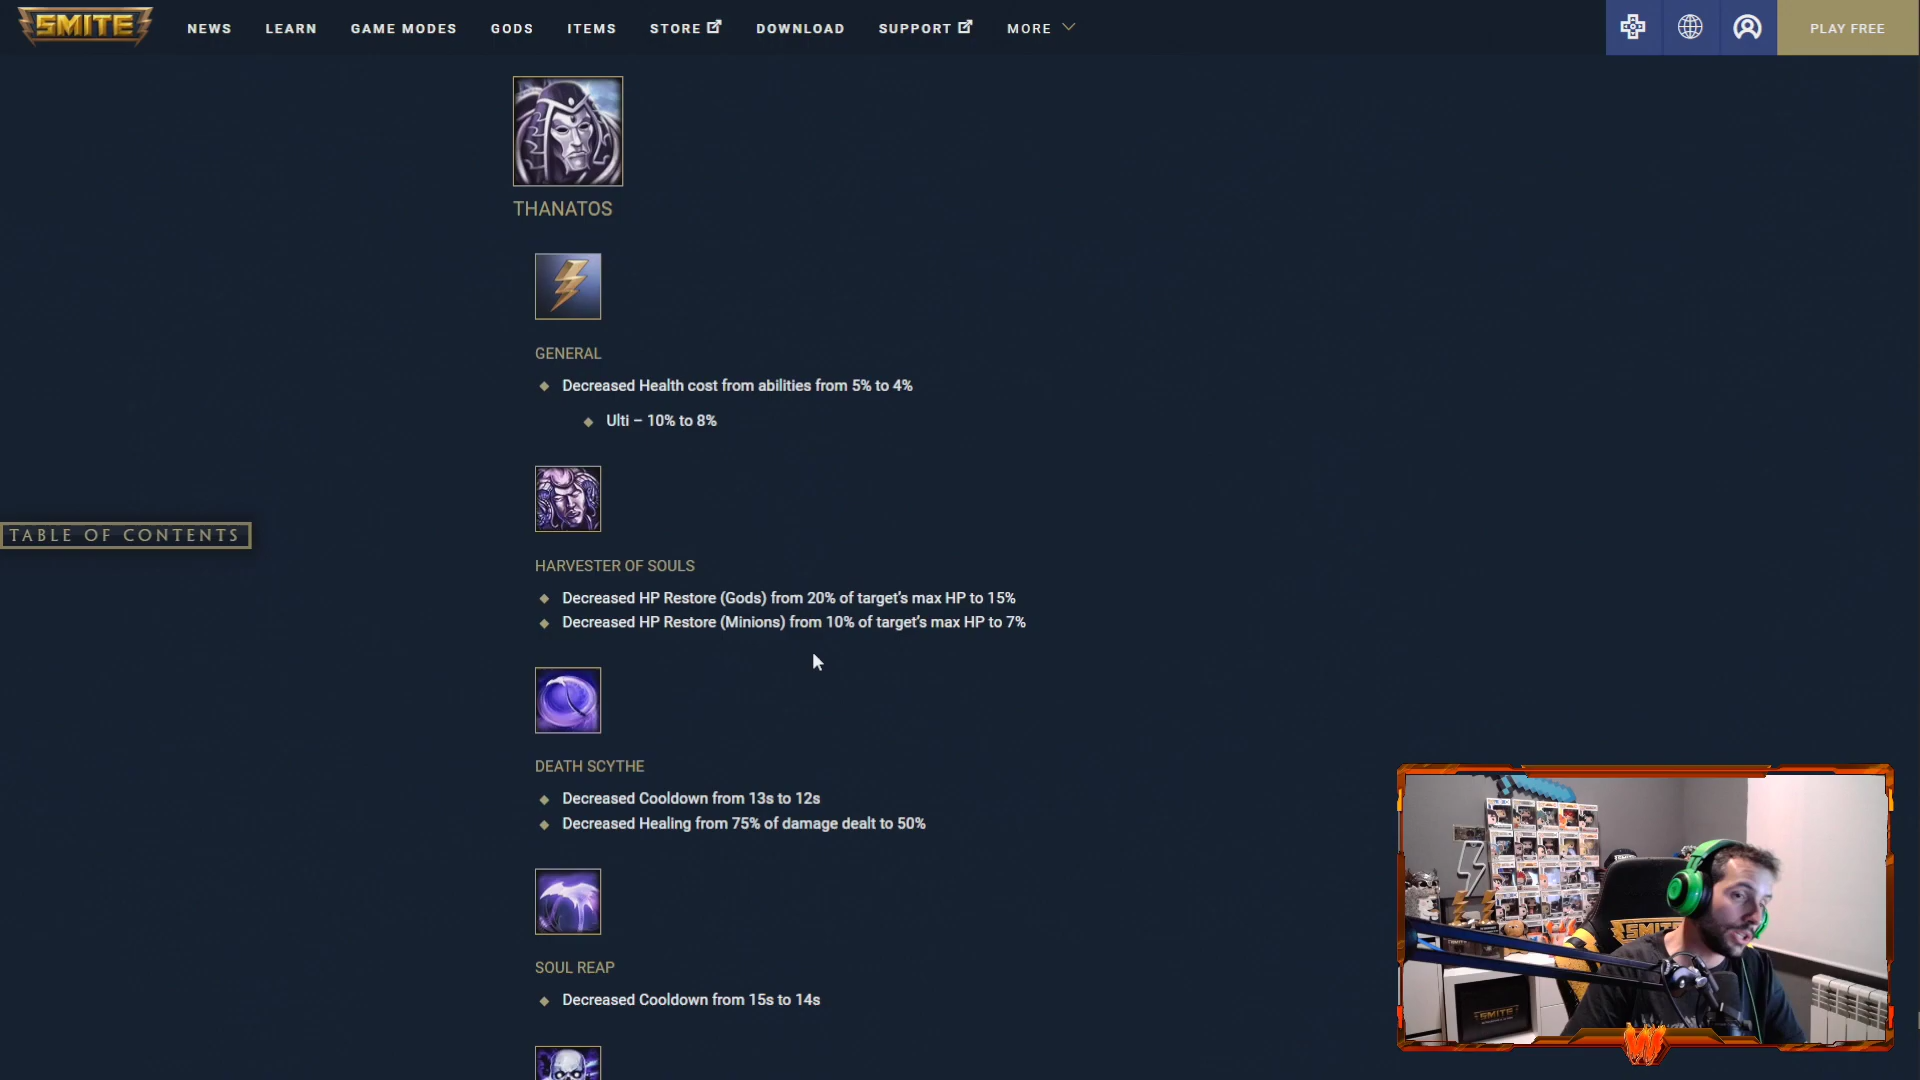 SMITE
NEWS LEARN GAME MODES GODS ITEMS STORE DOWNLOAD SUPPORT MORE PLAY FREE
THANATOS
GENERAL
Decreased Health cost from abilities from 5% to 4%
Ulti – 10% to 8%
TABLE OF CONTENTS
HARVESTER OF SOULS
Decreased HP Restore (Gods) from 20% of target's max HP to 15%
Decreased HP Restore (Minions) from 10% of target's max HP to 7%
DEATH SCYTHE
Decreased Cooldown from 13s to 12s
Decreased Healing from 75% of damage dealt to 50%
SOUL REAP
Decreased Cooldown from 15s to 14s
SMITE
SMITE